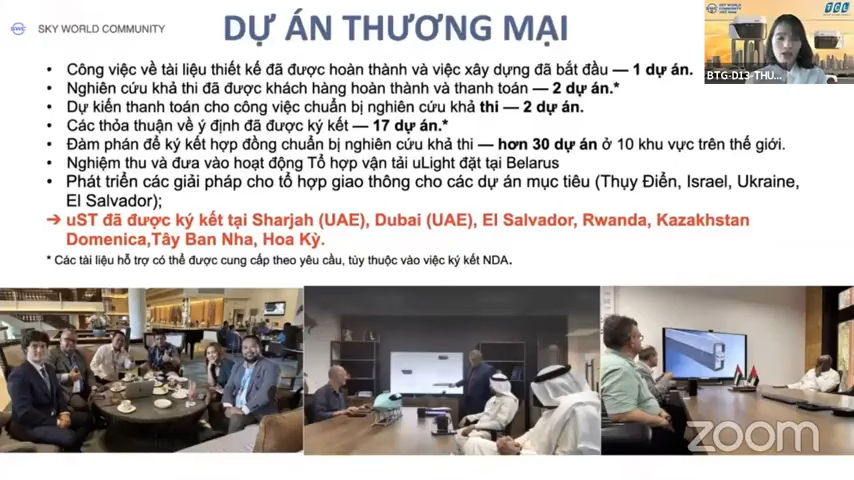 SWC SKY WORLD COMMUNITY
DỰ ÁN THƯƠNG MẠI
SKY WORLD
COMMUNITY
BTG-D13-THU...
• Công việc về tài liệu thiết kế đã được hoàn thành và việc xây dựng đã bắt đầu — 1 dự án.
• Nghiên cứu khả thi đã được khách hàng hoàn thành và thanh toán — 2 dự án.*
• Dự kiến thanh toán cho công việc chuẩn bị nghiên cứu khả thi — 2 dự án.
• Các thỏa thuận về ý định đã được ký kết — 17 dự án.*
• Đàm phán để ký kết hợp đồng chuẩn bị nghiên cứu khả thi — hơn 30 dự án ở 10 khu vực trên thế giới.
• Nghiệm thu và đưa vào hoạt động Tổ hợp vận tải uLight đặt tại Belarus
• Phát triển các giải pháp cho tổ hợp giao thông cho các dự án mục tiêu (Thụy Điển, Israel, Ukraine,
El Salvador);
➔ uST đã được ký kết tại Sharjah (UAE), Dubai (UAE), El Salvador, Rwanda, Kazakhstan
Domenica,Tây Ban Nha, Hoa Kỳ.
* Các tài liệu hỗ trợ có thể được cung cấp theo yêu cầu, tùy thuộc vào việc ký kết NDA.
zoom